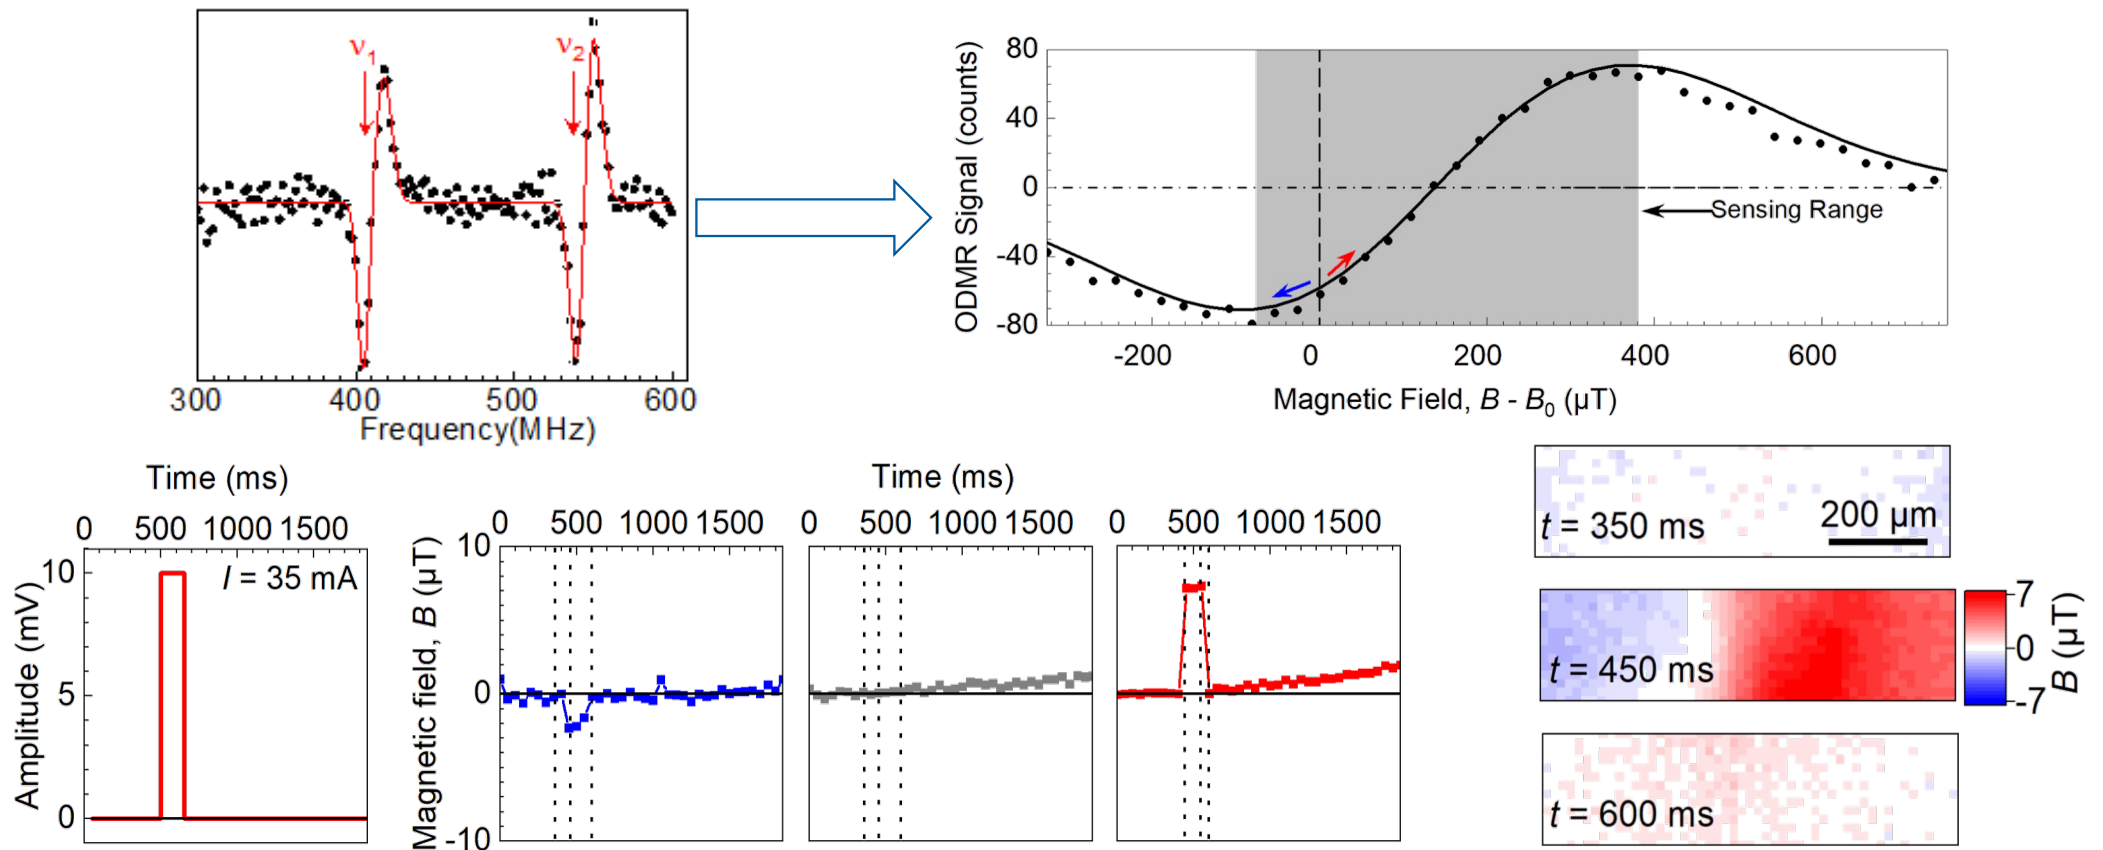 ν1
ν2
300
400
500
600
Frequency(MHz)
ODMR Signal (counts)
80
40
0
-40
-80
Sensing Range
-200
0
200
400
600
Magnetic Field, B - B0 (µT)
Time (ms)
0 500 1000 1500
Amplitude (mV)
10
5
0
I = 35 mA
Time (ms)
Magnetic field, B (µT)
10
0
-10
0 500 1000 1500
0 500 1000 1500
0 500 1000 1500
t = 350 ms
200 µm
t = 450 ms
7
0
-7
B (µT)
t = 600 ms